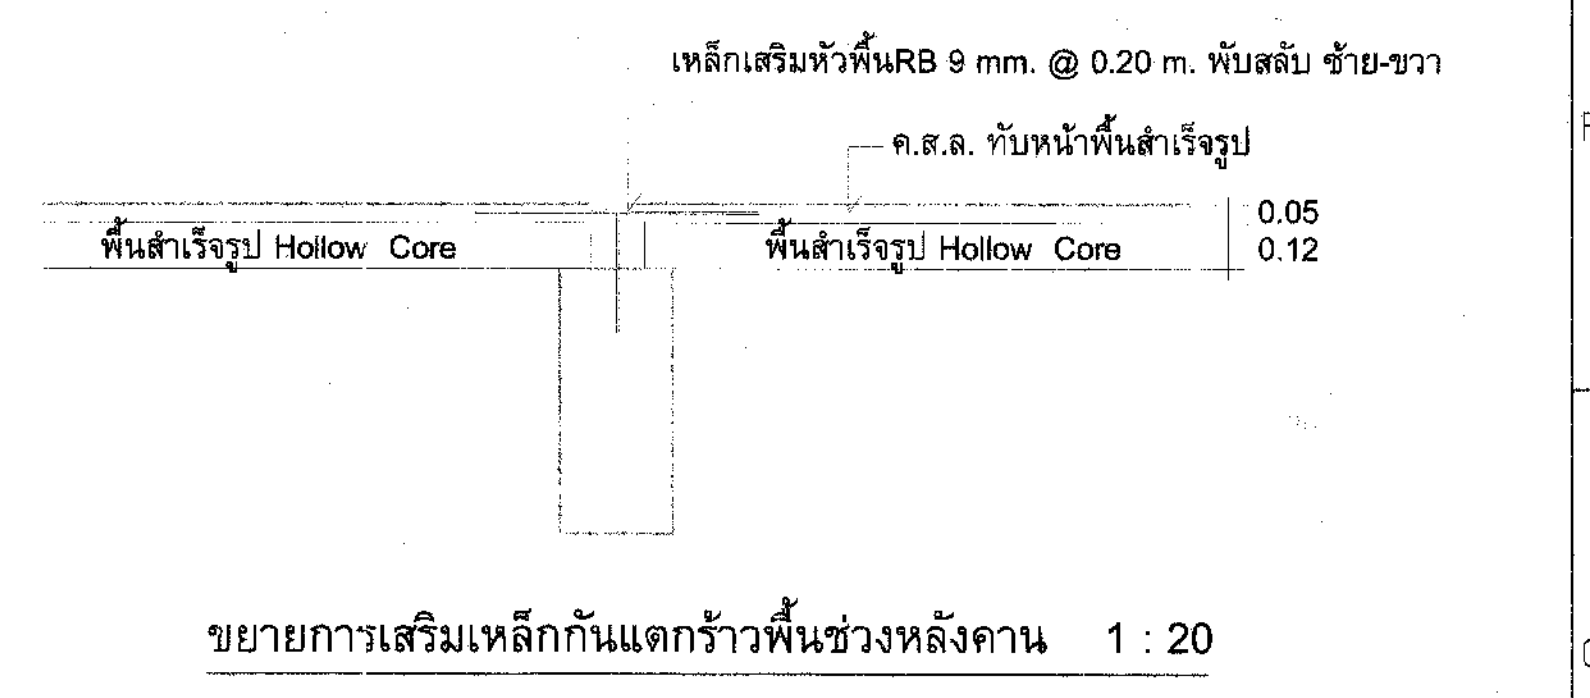 เหล็กเสริมหัวพื้นRB 9 mm. @ 0.20 m. พับสลับ ซ้าย-ขวา
ค.ส.ล. ทับหน้าพื้นสำเร็จรูป
0.05
พื้นสำเร็จรูป Hollow Core
พื้นสำเร็จรูป Hollow Core
0.12
ขยายการเสริมเหล็กกันแตกร้าวพื้นช่วงหลังคาน 1 : 20